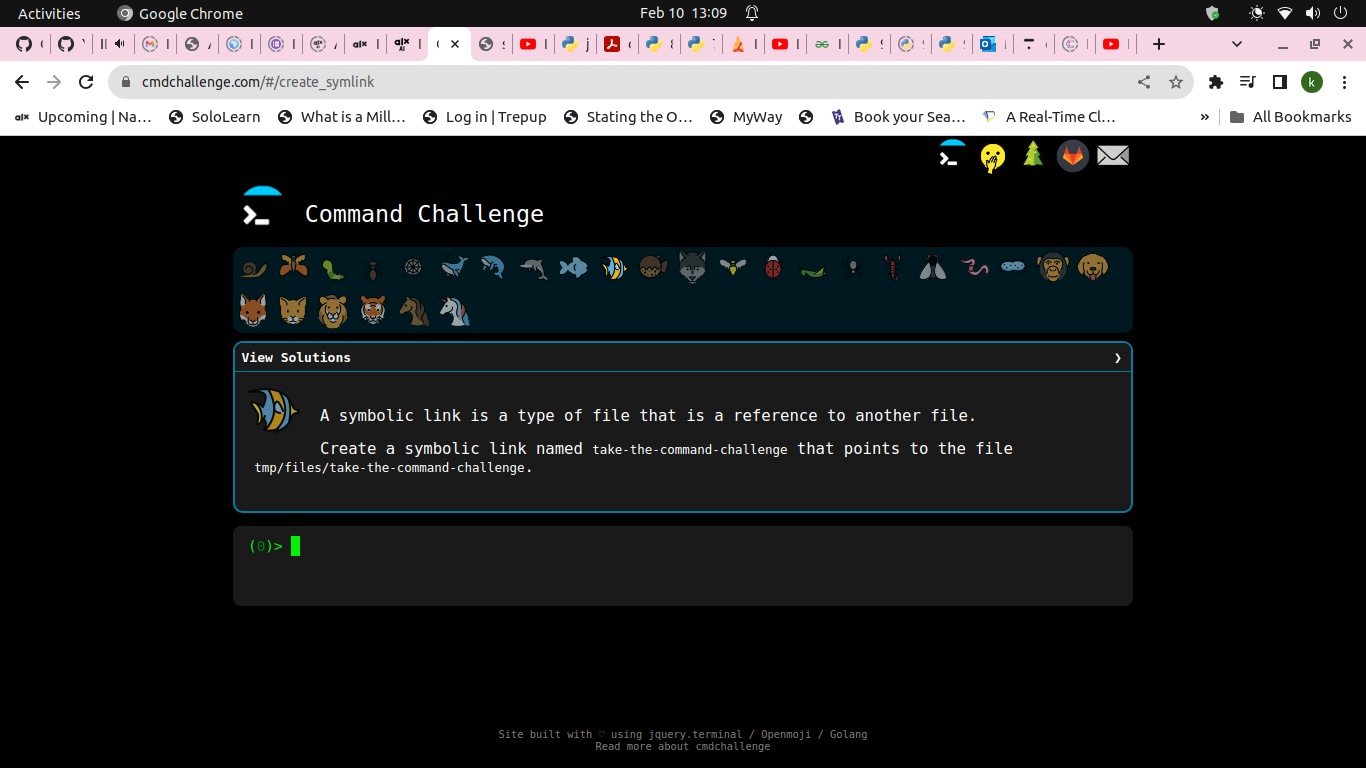 Activities Google Chrome Feb 10 13:09
cmdchallenge.com/#/create_symlink
k
Upcoming | Na… SoloLearn What is a Mill… Log in | Trepup Stating the O… MyWay Book your Sea… A Real-Time Cl… » All Bookmarks
Command Challenge
View Solutions ❯
A symbolic link is a type of file that is a reference to another file.
Create a symbolic link named take-the-command-challenge that points to the file
tmp/files/take-the-command-challenge.
(0)>
Site built with ♡ using jquery.terminal / Openmoji / Golang
Read more about cmdchallenge